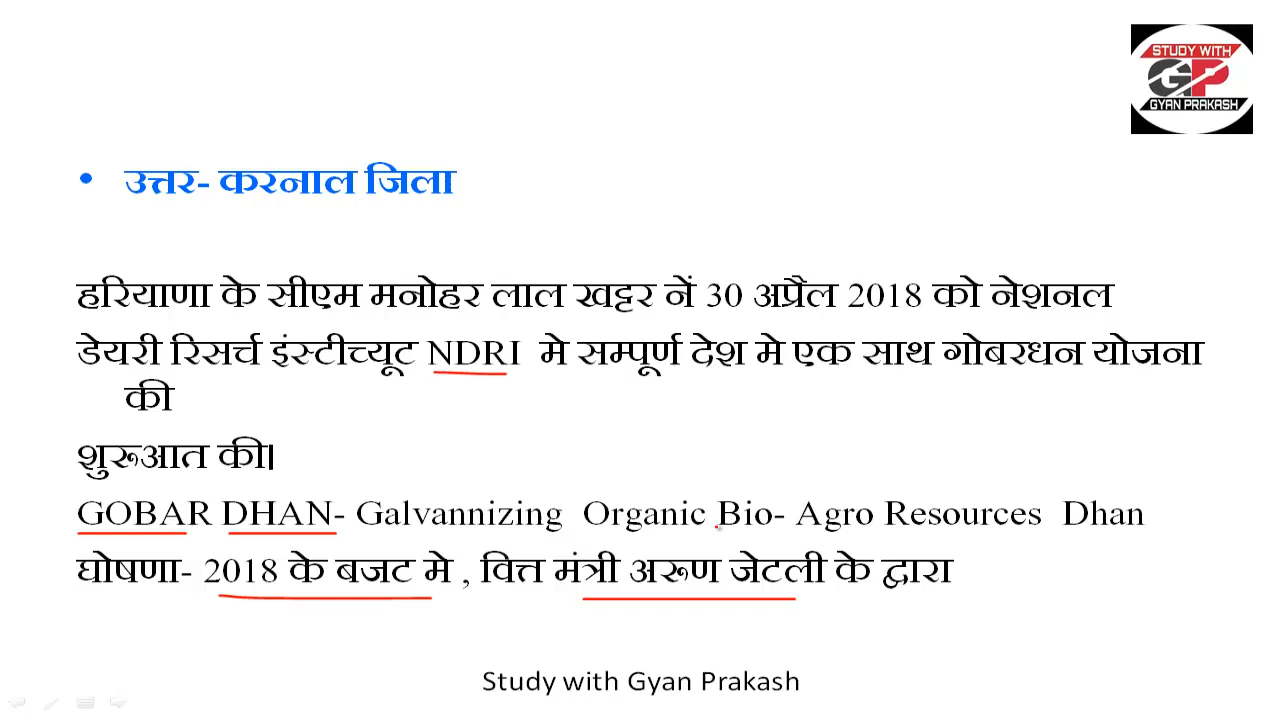 STUDY WITH
GP
GYAN PRAKASH
• उत्तर- करनाल जिला
हरियाणा के सीएम मनोहर लाल खट्टर नें 30 अप्रैल 2018 को नेशनल
डेयरी रिसर्च इंस्टीच्यूट NDRI मे सम्पूर्ण देश मे एक साथ गोबरधन योजना
की
शुरूआत की।
GOBAR DHAN- Galvannizing Organic Bio- Agro Resources Dhan
घोषणा- 2018 के बजट मे , वित्त मंत्री अरूण जेटली के द्वारा
Study with Gyan Prakash